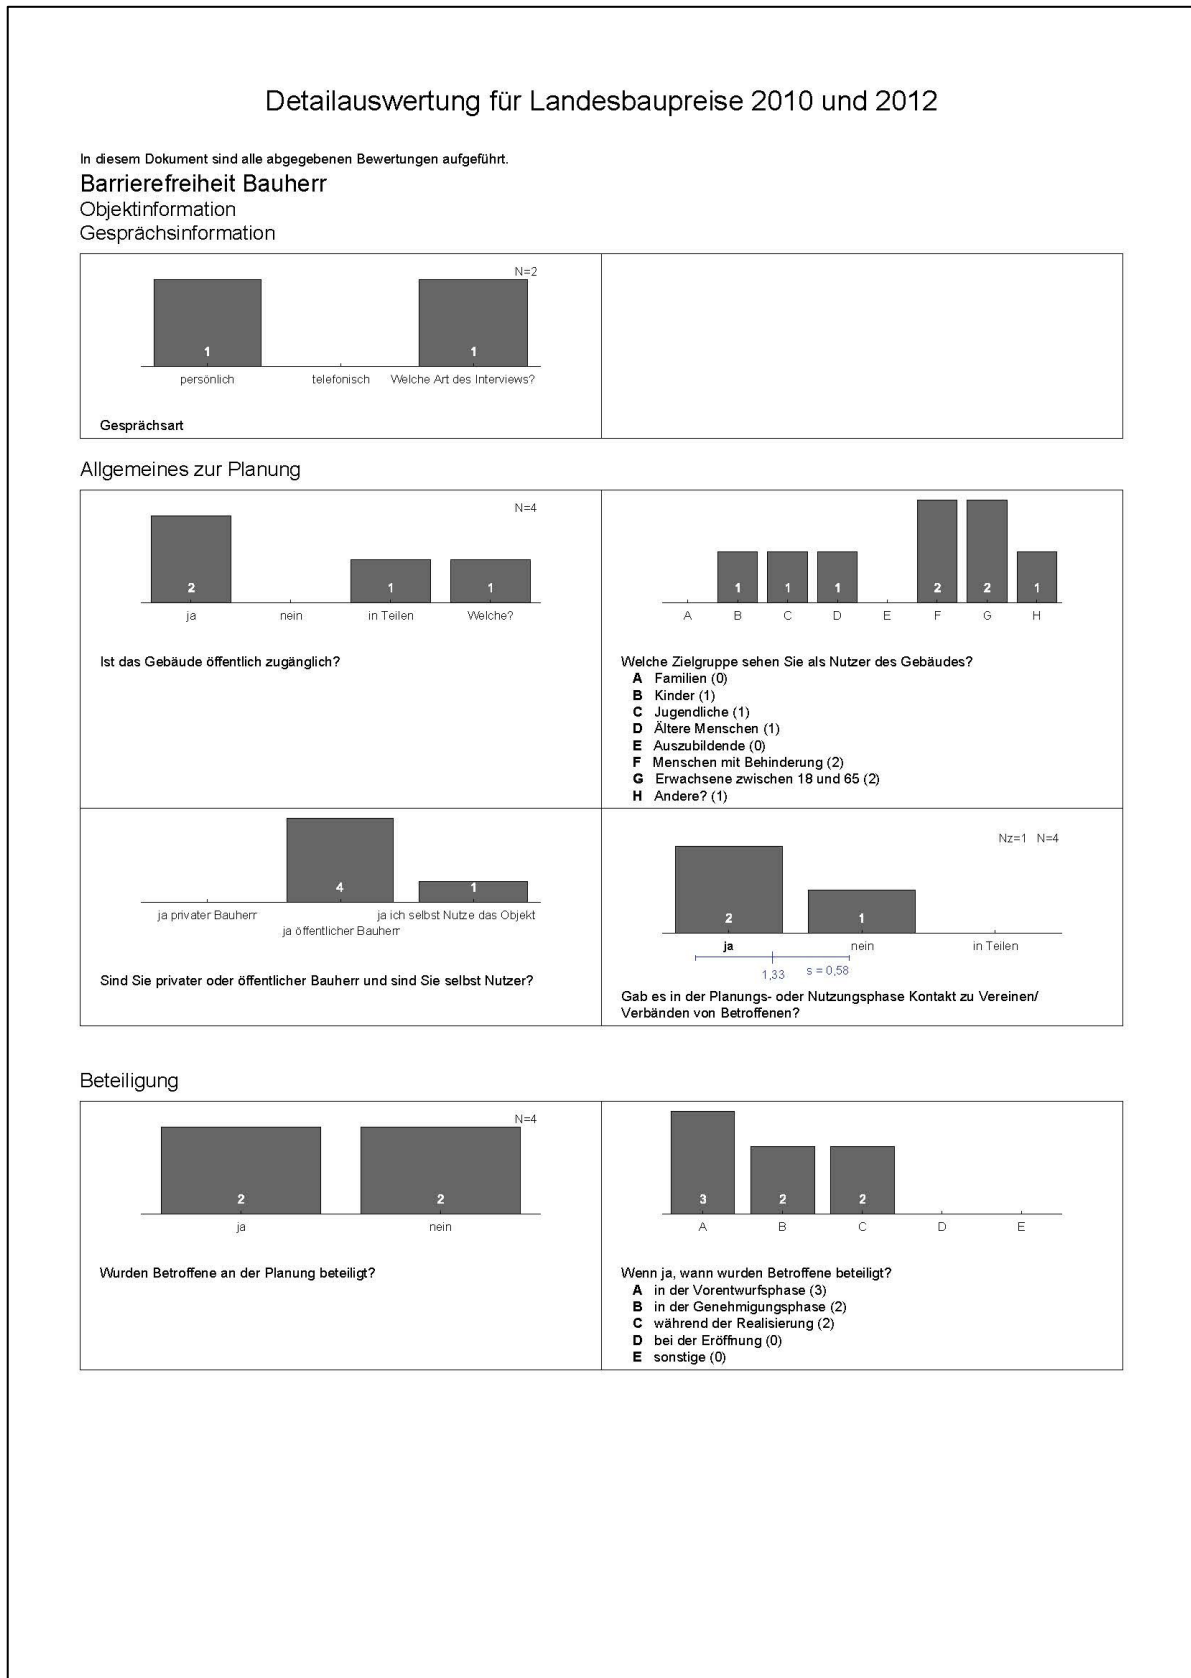 Detailauswertung für Landesbaupreise 2010 und 2012
In diesem Dokument sind alle abgegebenen Bewertungen aufgeführt.
Barrierefreiheit Bauherr
Objektinformation
Gesprächsinformation
N=2
1 1
persönlich telefonisch Welche Art des Interviews?
Gesprächsart
Allgemeines zur Planung
N=4
2 1 1
ja nein in Teilen Welche?
Ist das Gebäude öffentlich zugänglich?
1 1 1 2 2 1
A B C D E F G H
Welche Zielgruppe sehen Sie als Nutzer des Gebäudes?
A Familien (0)
B Kinder (1)
C Jugendliche (1)
D Ältere Menschen (1)
E Auszubildende (0)
F Menschen mit Behinderung (2)
G Erwachsene zwischen 18 und 65 (2)
H Andere? (1)
4 1
ja privater Bauherr ja ich selbst Nutze das Objekt
ja öffentlicher Bauherr
Sind Sie privater oder öffentlicher Bauherr und sind Sie selbst Nutzer?
Nz=1 N=4
2 1
ja nein in Teilen
1,33 s = 0,58
Gab es in der Planungs- oder Nutzungsphase Kontakt zu Vereinen/
Verbänden von Betroffenen?
Beteiligung
N=4
2 2
ja nein
Wurden Betroffene an der Planung beteiligt?
3 2 2
A B C D E
Wenn ja, wann wurden Betroffene beteiligt?
A in der Vorentwurfsphase (3)
B in der Genehmigungsphase (2)
C während der Realisierung (2)
D bei der Eröffnung (0)
E sonstige (0)